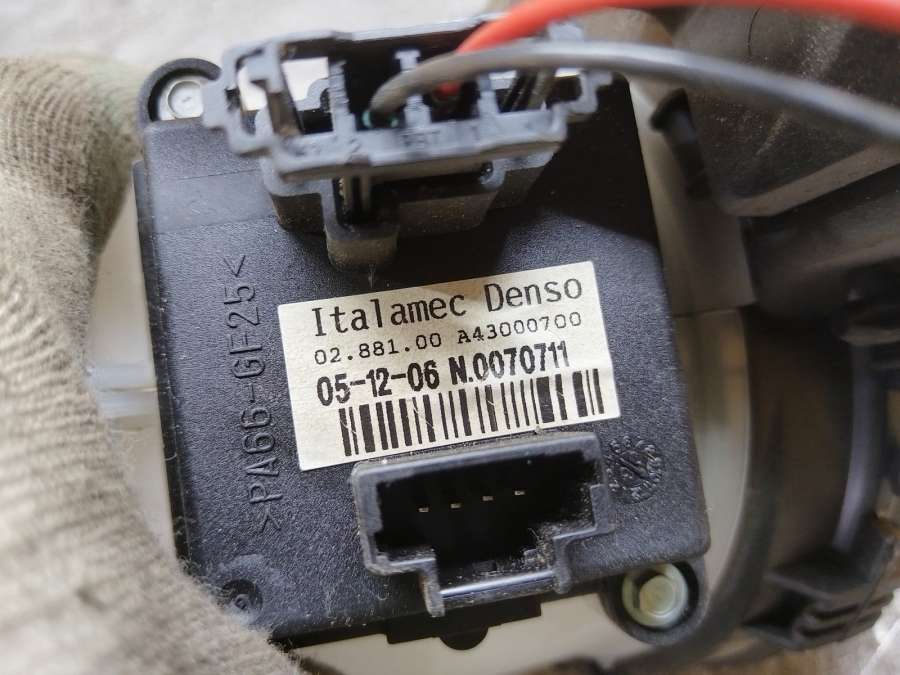 Italamec Denso
02.881.00 A43000700
05-12-06 N.0070711
>PA66-GF25<